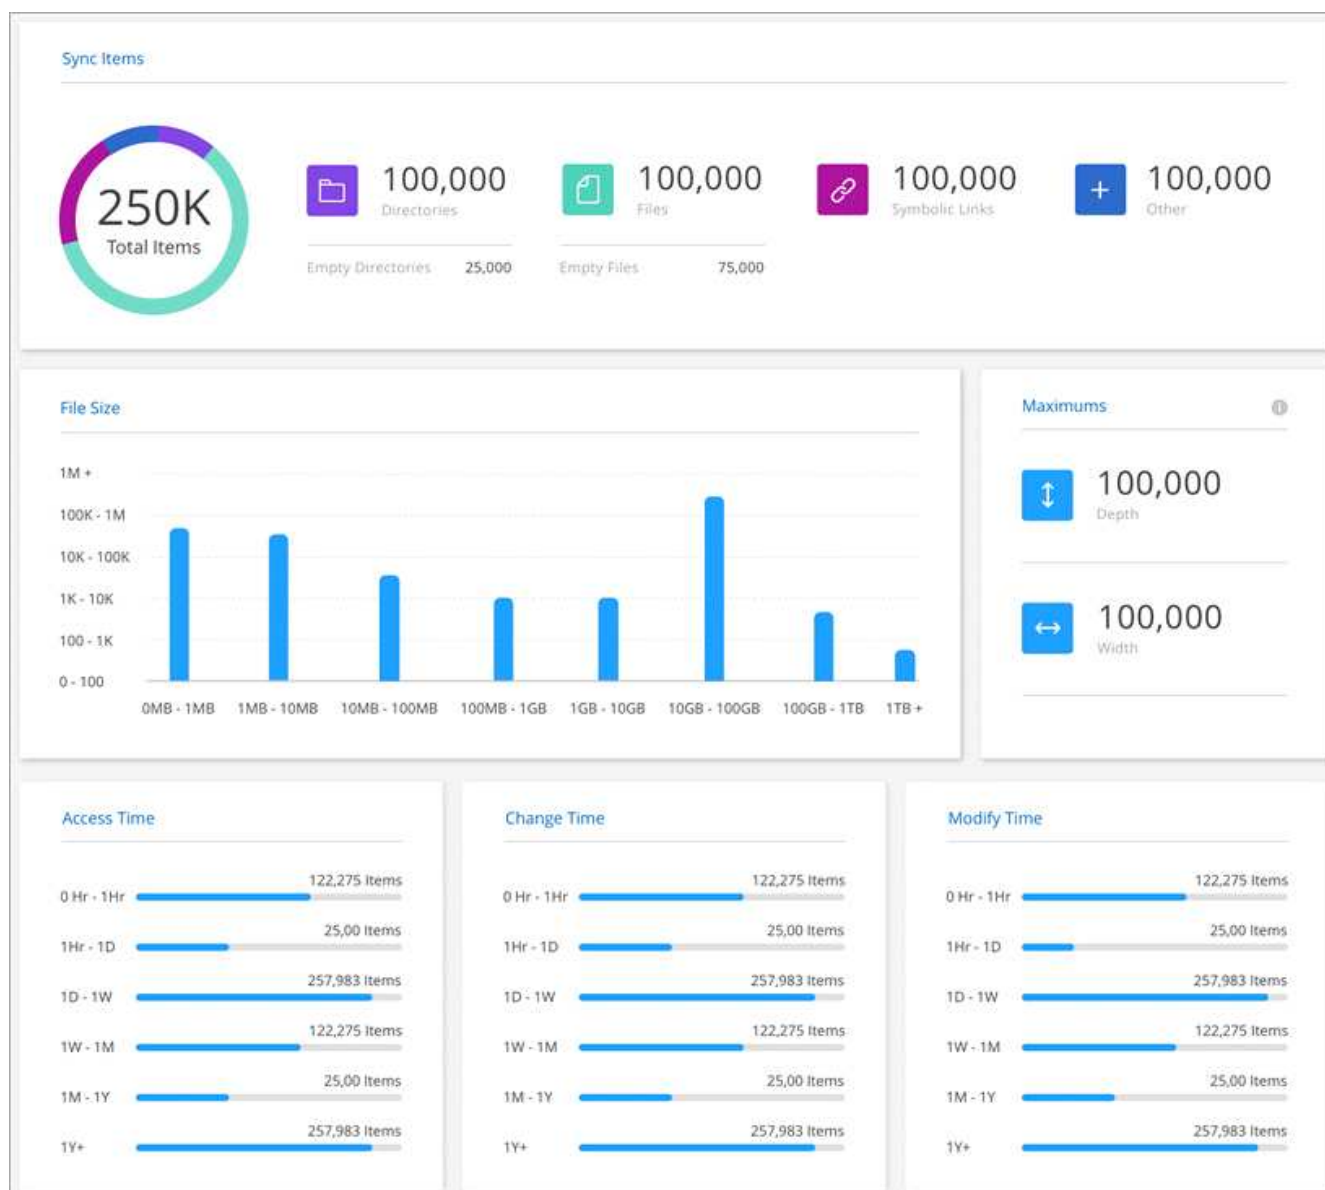 Sync Items
250K
Total Items
100,000
Directories
Empty Directories 25,000
100,000
Files
Empty Files 75,000
100,000
Symbolic Links
100,000
Other
File Size
1M +
100K - 1M
10K - 100K
1K - 10K
100 - 1K
0 - 100
0MB - 1MB 1MB - 10MB 10MB - 100MB 100MB - 1GB 1GB - 10GB 10GB - 100GB 100GB - 1TB 1TB +
Maximums
100,000
Depth
100,000
Width
Access Time
122,275 Items
0 Hr - 1Hr
25,00 Items
1Hr - 1D
257,983 Items
1D - 1W
122,275 Items
1W - 1M
25,00 Items
1M - 1Y
257,983 Items
1Y+
Change Time
122,275 Items
0 Hr - 1Hr
25,00 Items
1Hr - 1D
257,983 Items
1D - 1W
122,275 Items
1W - 1M
25,00 Items
1M - 1Y
257,983 Items
1Y+
Modify Time
122,275 Items
0 Hr - 1Hr
25,00 Items
1Hr - 1D
257,983 Items
1D - 1W
122,275 Items
1W - 1M
25,00 Items
1M - 1Y
257,983 Items
1Y+